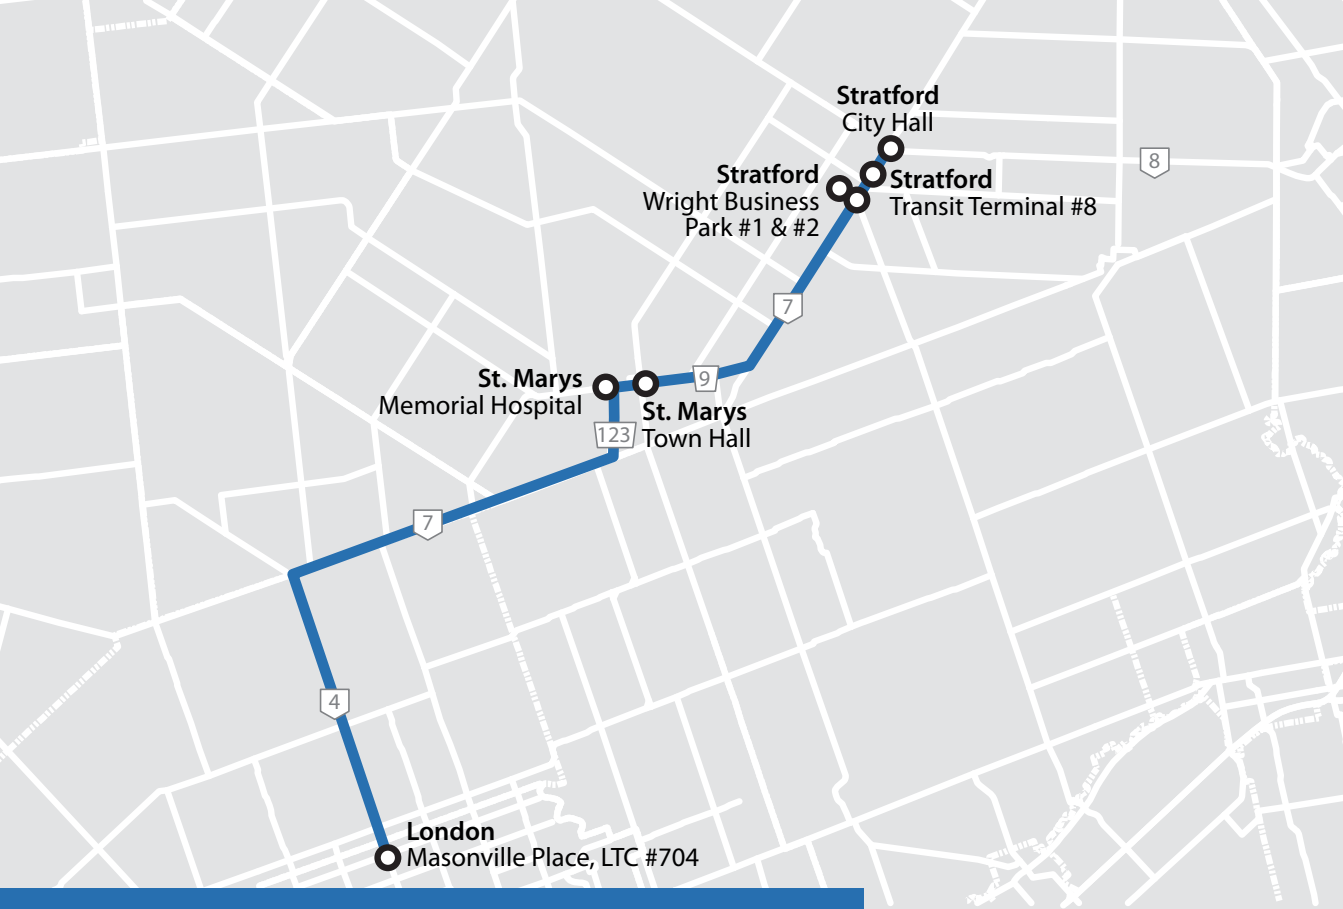 Stratford
City Hall
8
Stratford
Wright Business
Park #1 & #2
Stratford
Transit Terminal #8
7
St. Marys
Memorial Hospital
9
St. Marys
Town Hall
123
7
4
London
Masonville Place, LTC #704